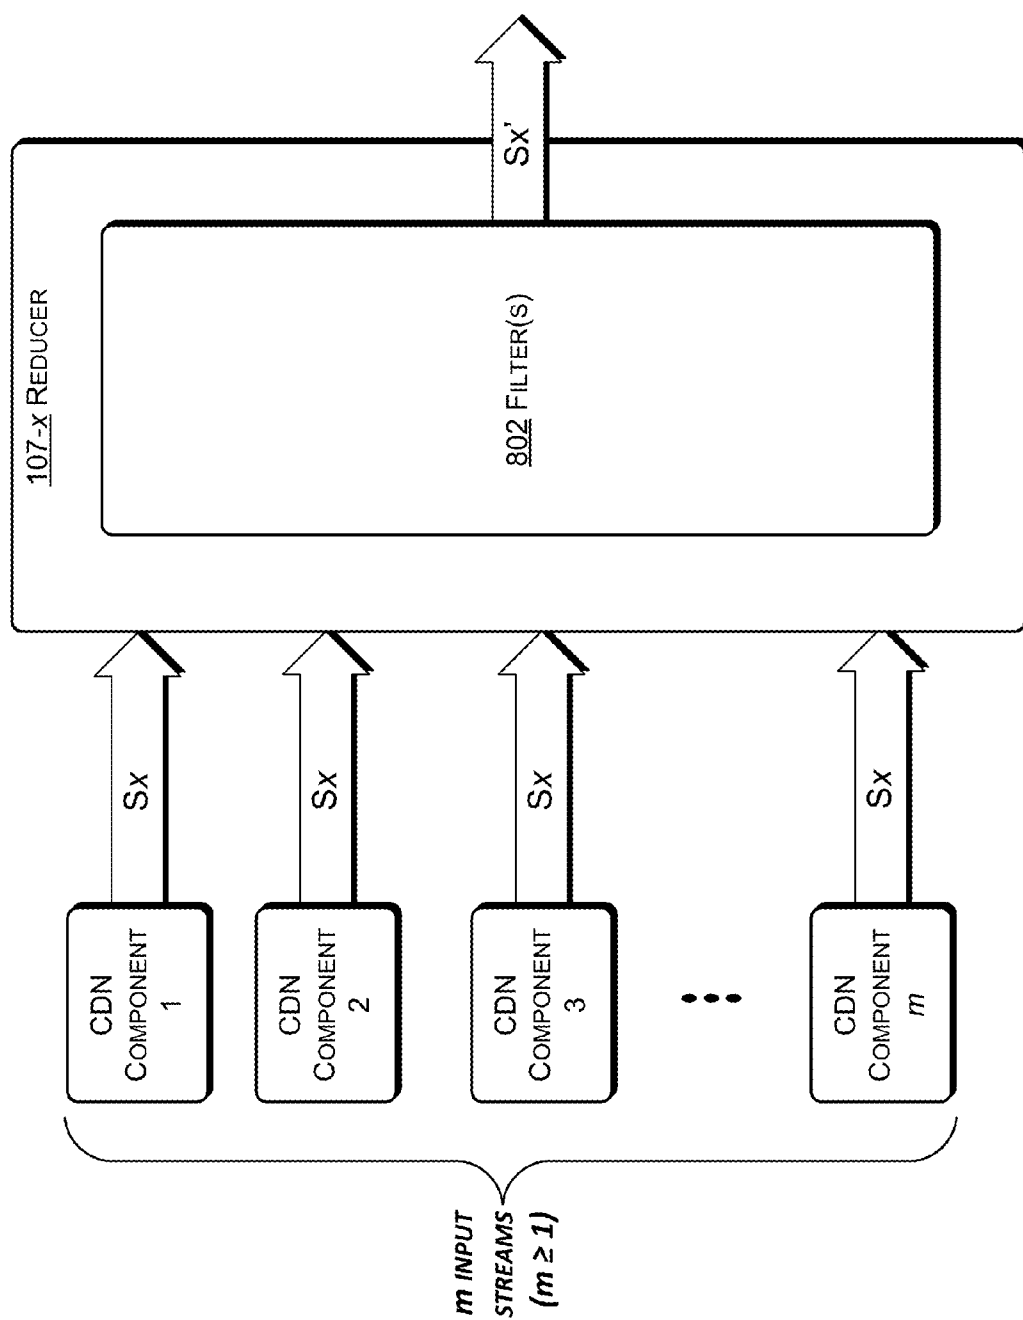 m INPUT
STREAMS
(m ≥ 1)
CDN
COMPONENT
1
CDN
COMPONENT
2
CDN
COMPONENT
3
CDN
COMPONENT
m
Sx
Sx
Sx
Sx
107-x REDUCER
802 FILTER(S)
Sx'